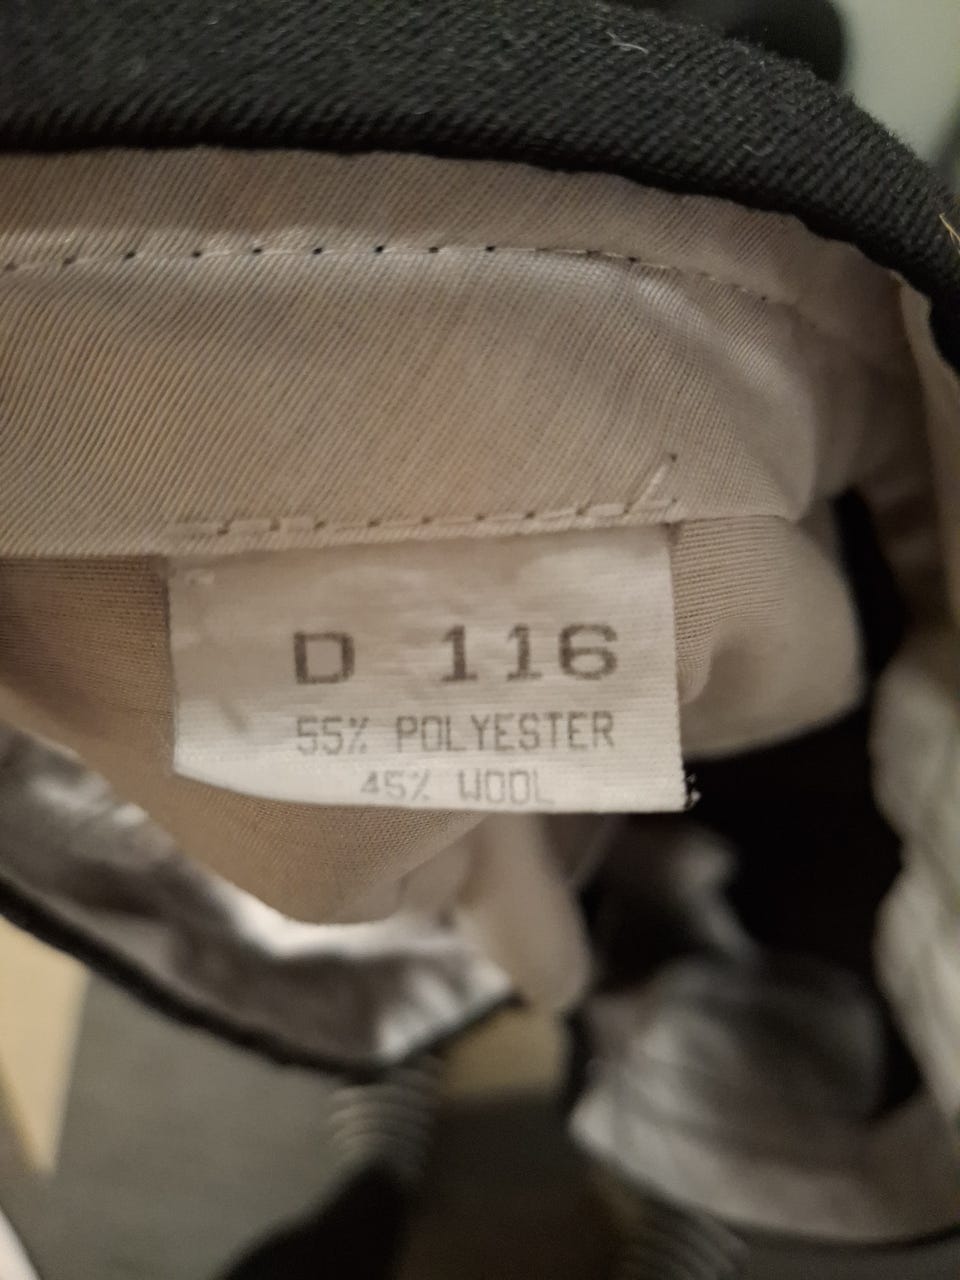 D 116
55% POLYESTER
45% WOOL